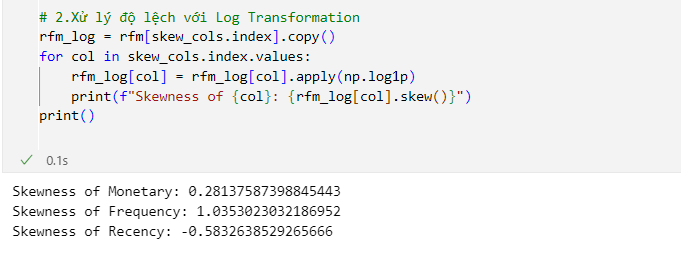 # 2.Xử lý độ lệch với Log Transformation
rfm_log = rfm[skew_cols.index].copy()
for col in skew_cols.index.values:
    rfm_log[col] = rfm_log[col].apply(np.log1p)
    print(f"Skewness of {col}: {rfm_log[col].skew()}")
print()
✓ 0.1s
Skewness of Monetary: 0.28137587398845443
Skewness of Frequency: 1.0353023032186952
Skewness of Recency: -0.5832638529265666